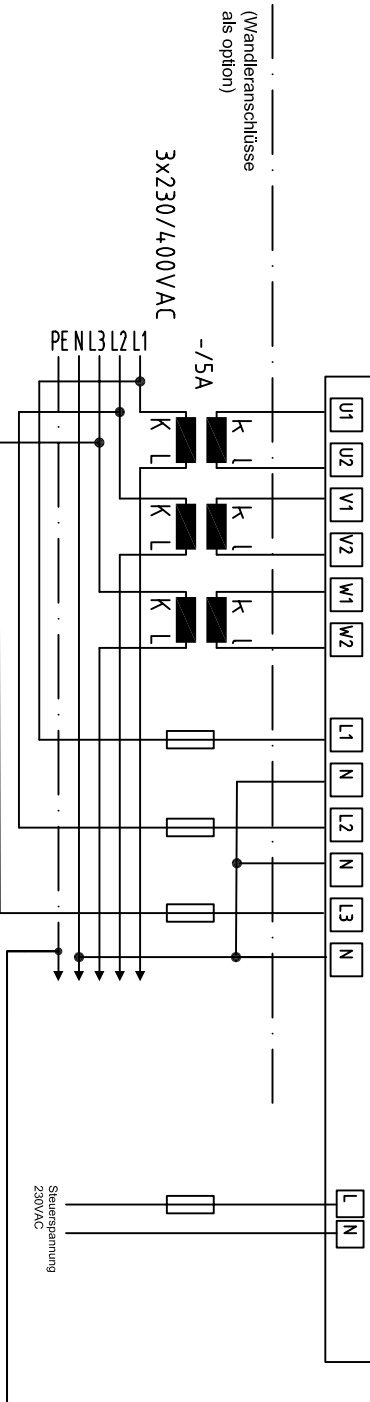 (Wandleranschlüsse
als option)
3x230/400VAC
-/5A
PE N L3 L2 L1
K L
k l
K L
k l
K L
k l
U1
U2
V1
V2
W1
W2
L1
N
L2
N
L3
N
L
N
Steuerspannung
230VAC